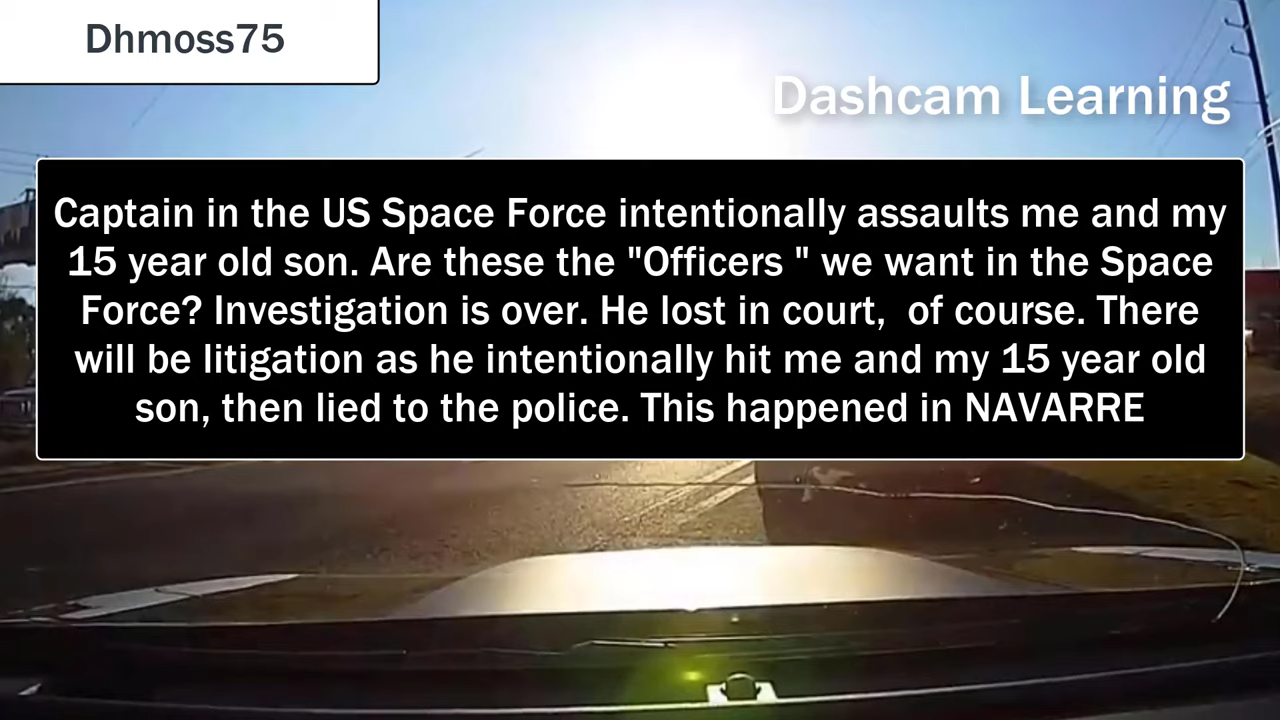 Dhmoss75
Dashcam Learning
Captain in the US Space Force intentionally assaults me and my
15 year old son. Are these the "Officers " we want in the Space
Force? Investigation is over. He lost in court,  of course. There
will be litigation as he intentionally hit me and my 15 year old
son, then lied to the police. This happened in NAVARRE